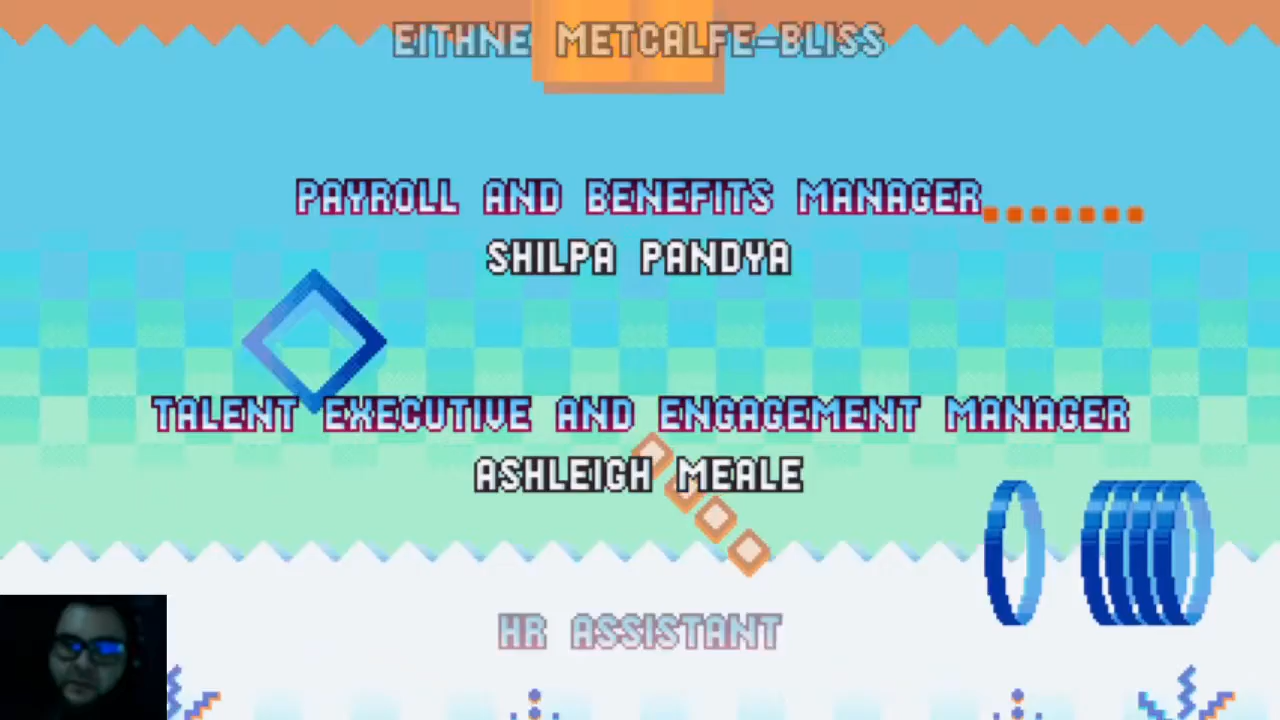 EITHNE METCALFE-BLISS
PAYROLL AND BENEFITS MANAGER
SHILPA PANDYA
TALENT EXECUTIVE AND ENGAGEMENT MANAGER
ASHLEIGH MEALE
HR ASSISTANT